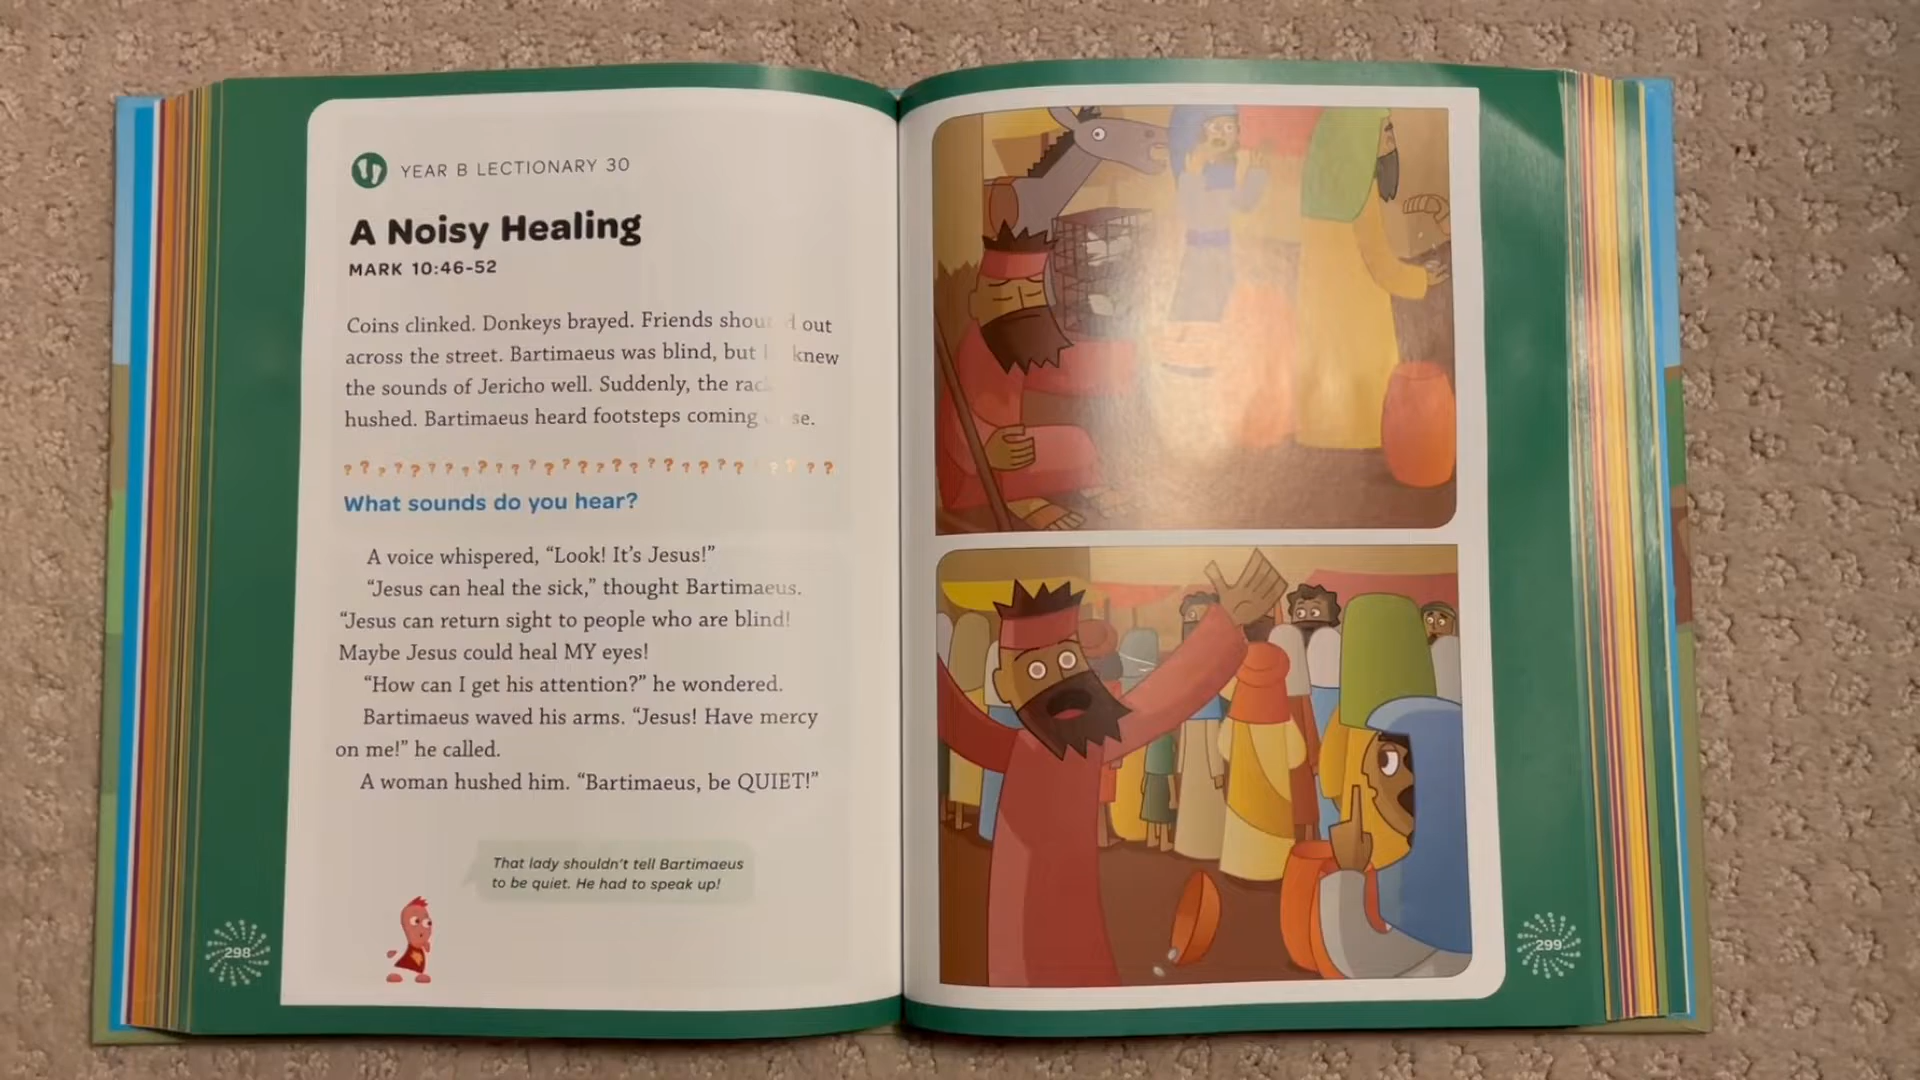 YEAR B LECTIONARY 30
A Noisy Healing
MARK 10:46-52
Coins clinked. Donkeys brayed. Friends out
across the street. Bartimaeus was blind, but knew
the sounds of Jericho well. Suddenly, the
hushed. Bartimaeus heard footsteps coming
What sounds do you hear?
A voice whispered, “Look! It’s Jesus!”
“Jesus can heal the sick,” thought Bartimaeus.
“Jesus can return sight to people who are blind!
Maybe Jesus could heal MY eyes!
“How can I get his attention?” he wondered.
Bartimaeus waved his arms. “Jesus! Have mercy
on me!” he called.
A woman hushed him. “Bartimaeus, be QUIET!”
That lady shouldn’t tell Bartimaeus
to be quiet. He had to speak up!
298
299